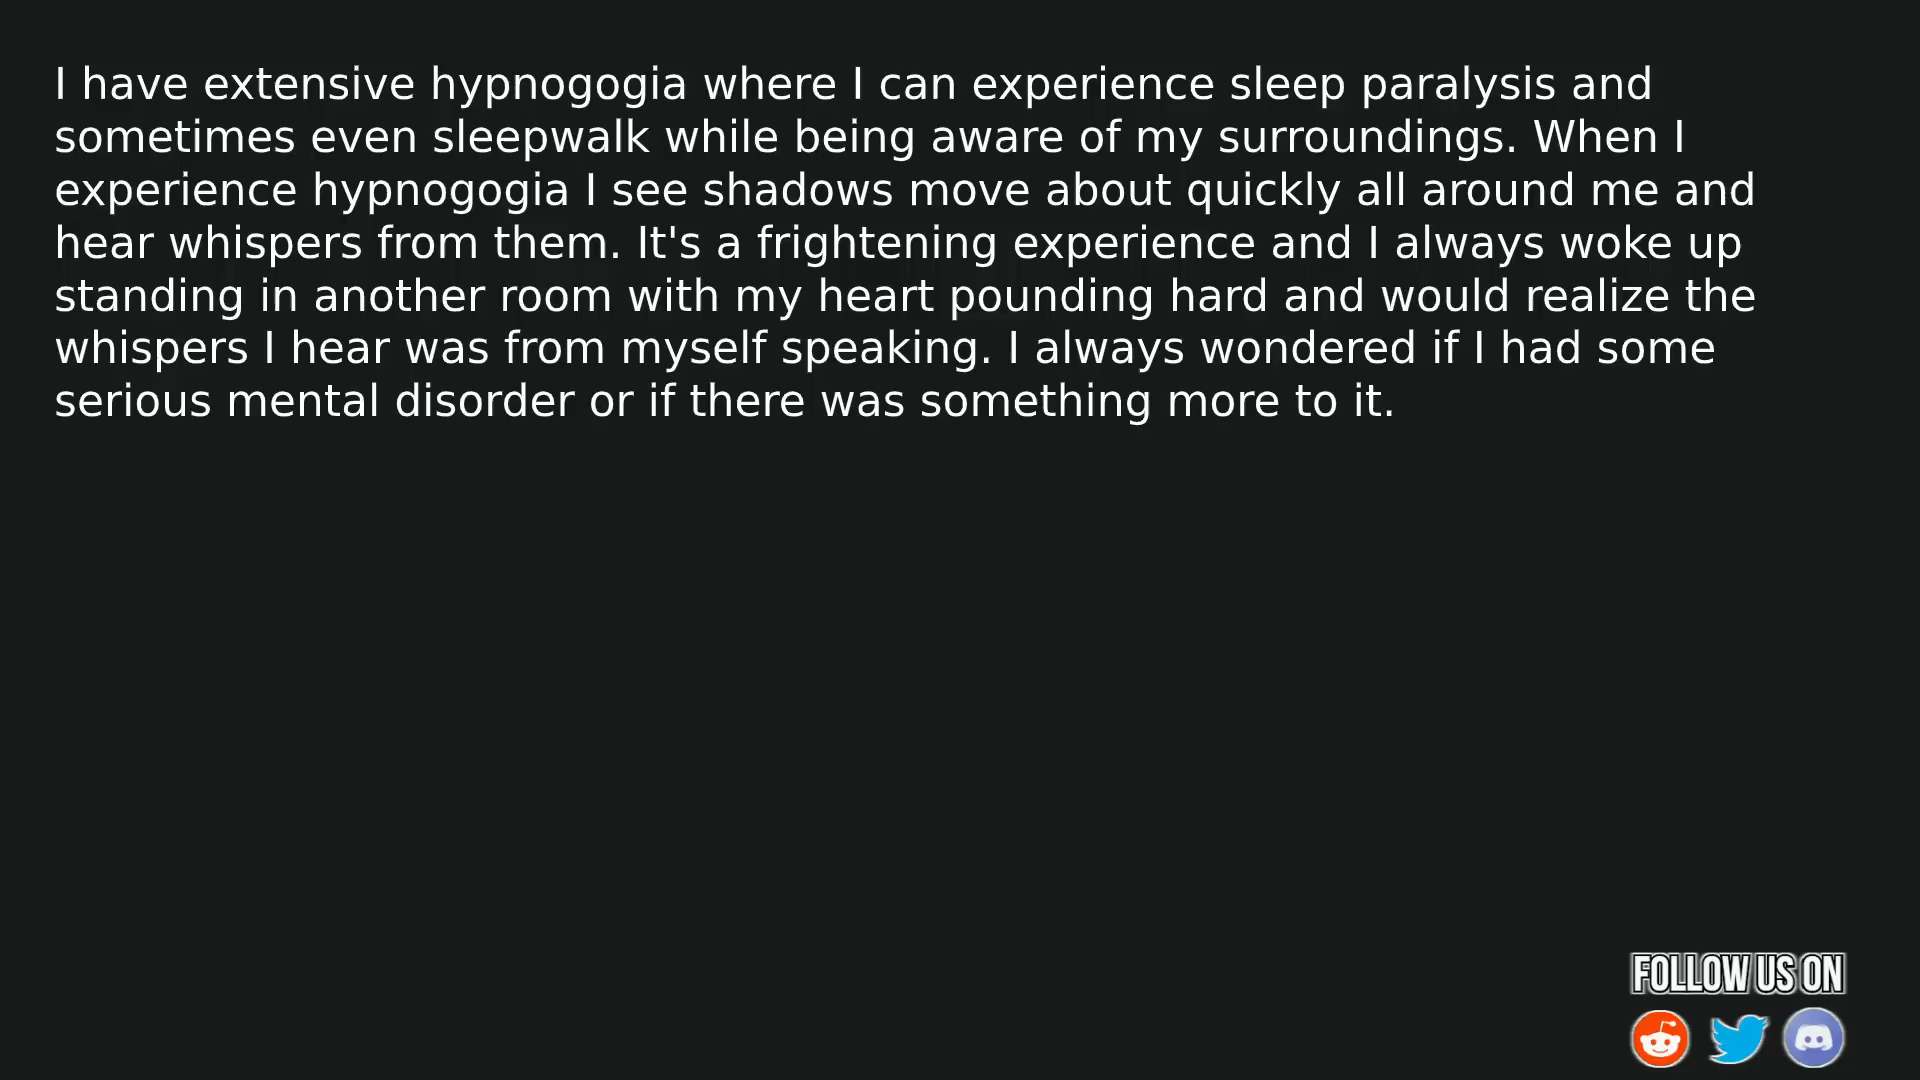 I have extensive hypnogogia where I can experience sleep paralysis and
sometimes even sleepwalk while being aware of my surroundings. When I
experience hypnogogia I see shadows move about quickly all around me and
hear whispers from them. It's a frightening experience and I always woke up
standing in another room with my heart pounding hard and would realize the
whispers I hear was from myself speaking. I always wondered if I had some
serious mental disorder or if there was something more to it.
FOLLOW US ON